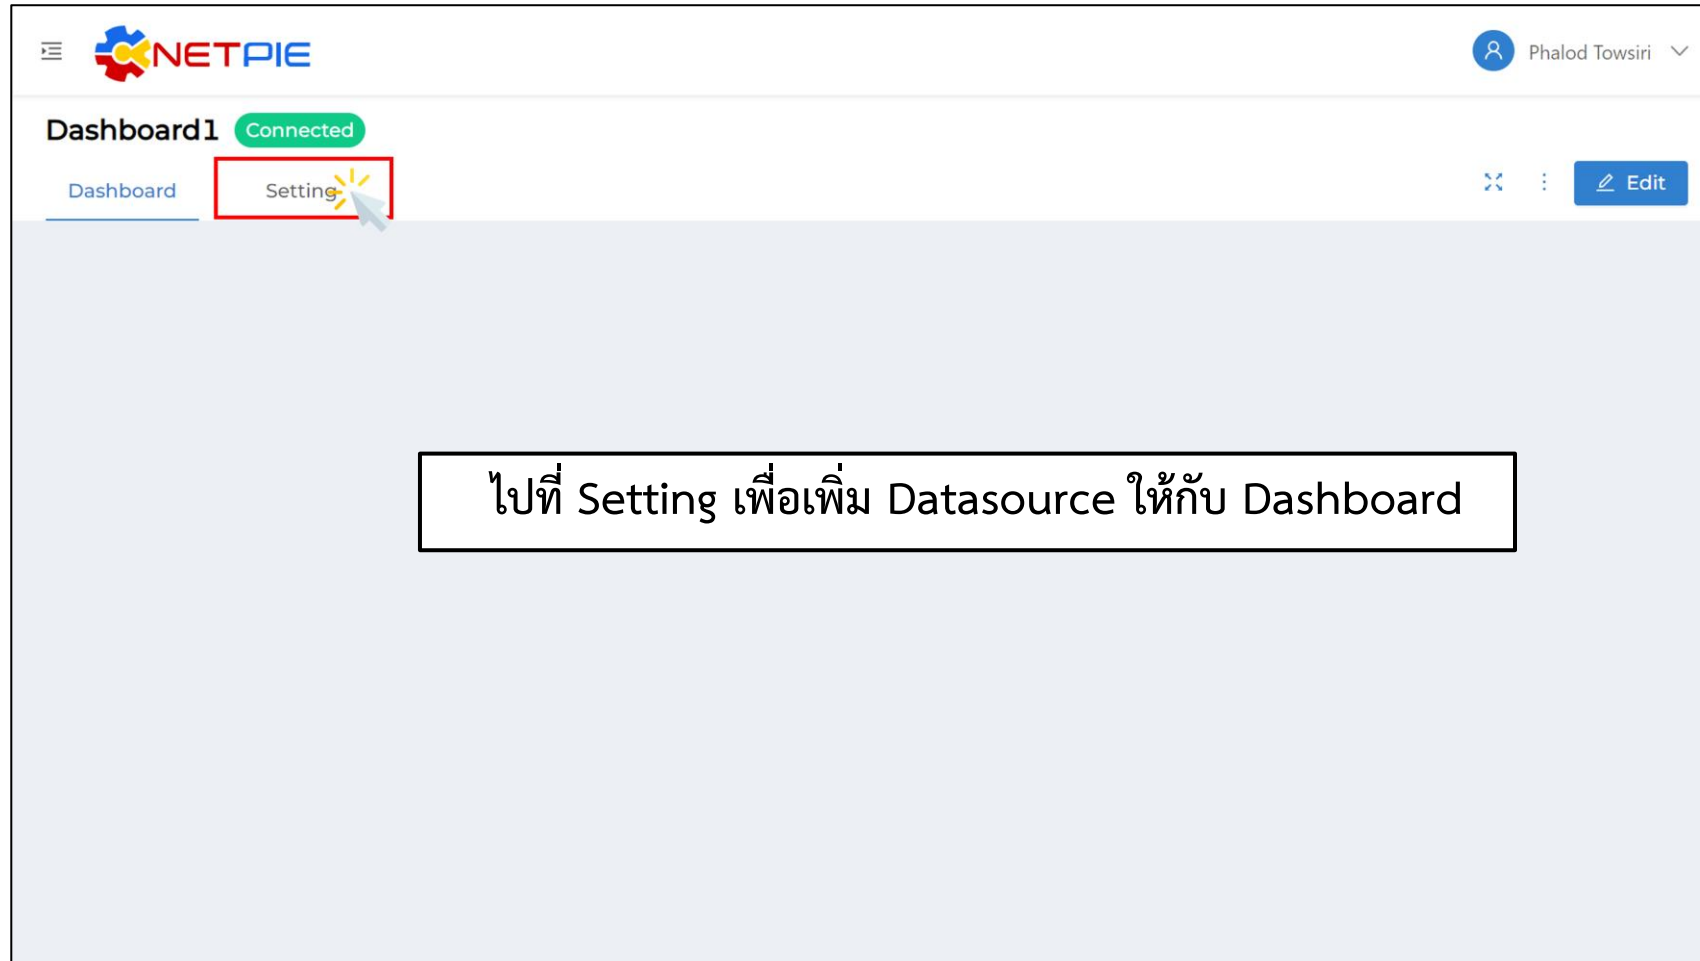 NETPIE
Phalod Towsiri
Dashboard1 Connected
Dashboard Setting
Edit
ไปที่ Setting เพื่อเพิ่ม Datasource ให้กับ Dashboard